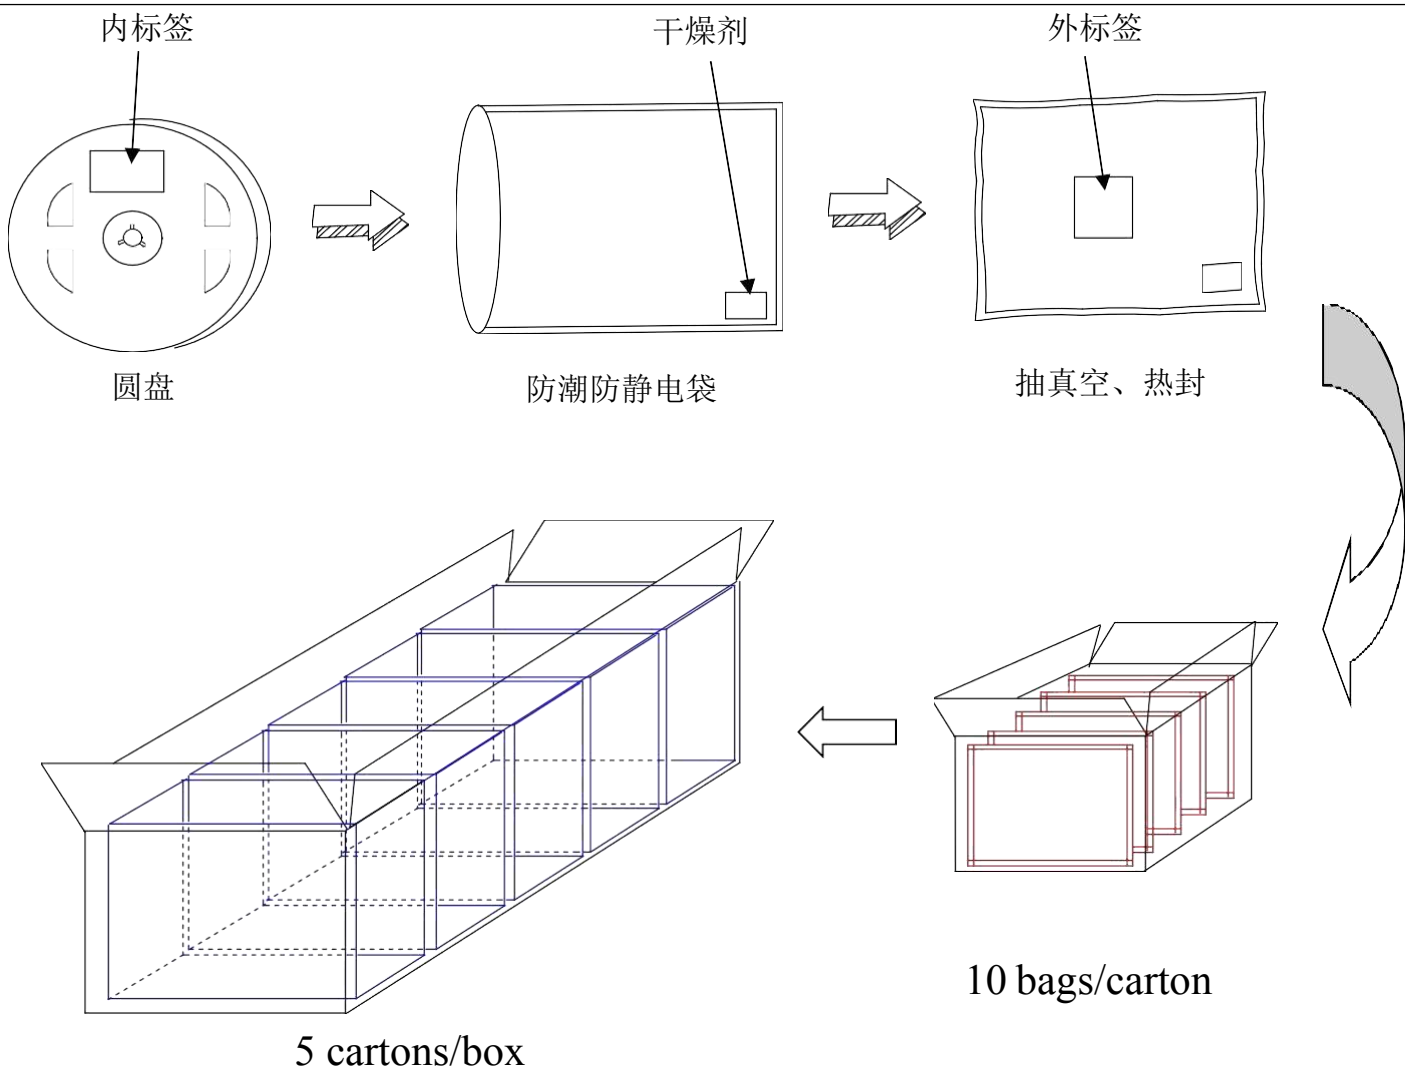 内标签
干燥剂
外标签
圆盘
防潮防静电袋
抽真空、热封
10 bags/carton
5 cartons/box